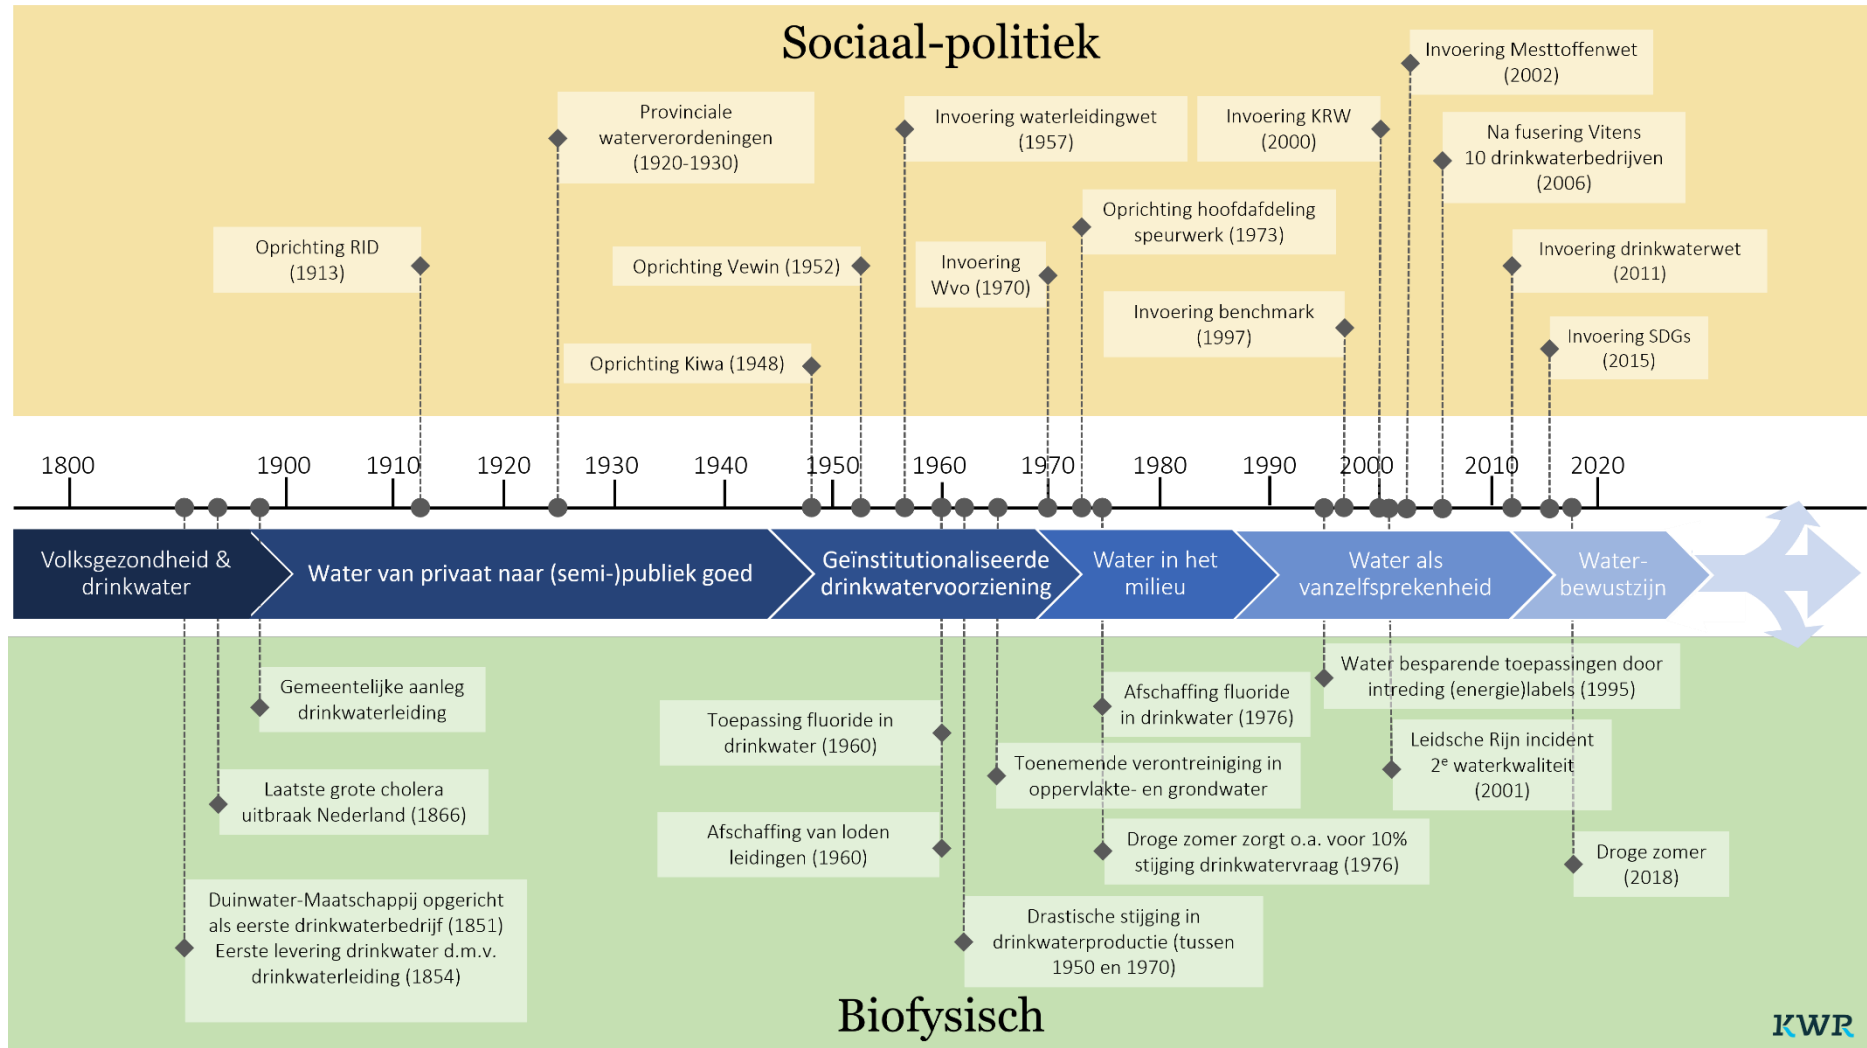 Sociaal-politiek
Invoering Mesttoffenwet
(2002)
Provinciale
waterverordeningen
(1920-1930)
Invoering waterleidingwet
(1957)
Invoering KRW
(2000)
Na fusering Vitens
10 drinkwaterbedrijven
(2006)
Oprichting RID
(1913)
Oprichting Vewin (1952)
Invoering
Wvo (1970)
Oprichting hoofdafdeling
speurwerk (1973)
Invoering drinkwaterwet
(2011)
Oprichting Kiwa (1948)
Invoering benchmark
(1997)
Invoering SDGs
(2015)
1800 1900 1910 1920 1930 1940 1950 1960 1970 1980 1990 2000 2010 2020
Volksgezondheid &
drinkwater
Water van privaat naar (semi-)publiek goed
Geïnstitutionaliseerde
drinkwatervoorziening
Water in het
milieu
Water als
vanzelfsprekenheid
Water-
bewustzijn
Gemeentelijke aanleg
drinkwaterleiding
Toepassing fluoride in
drinkwater (1960)
Afschaffing fluoride
in drinkwater (1976)
Water besparende toepassingen door
intreding (energie)labels (1995)
Laatste grote cholera
uitbraak Nederland (1866)
Toenemende verontreiniging in
oppervlakte- en grondwater
Leidsche Rijn incident
2e waterkwaliteit
(2001)
Afschaffing van loden
leidingen (1960)
Droge zomer zorgt o.a. voor 10%
stijging drinkwatervraag (1976)
Droge zomer
(2018)
Duinwater-Maatschappij opgericht
als eerste drinkwaterbedrijf (1851)
Eerste levering drinkwater d.m.v.
drinkwaterleiding (1854)
Drastische stijging in
drinkwaterproductie (tussen
1950 en 1970)
Biofysisch
KWR